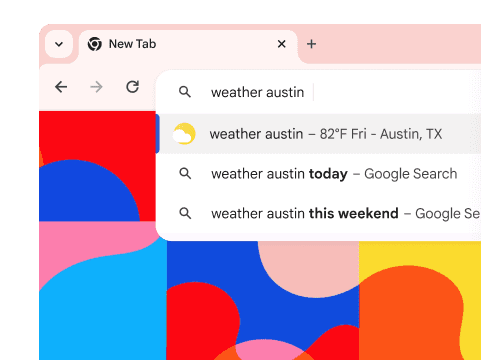 New Tab
weather austin
weather austin – 82°F Fri - Austin, TX
weather austin today – Google Search
weather austin this weekend – Google Se